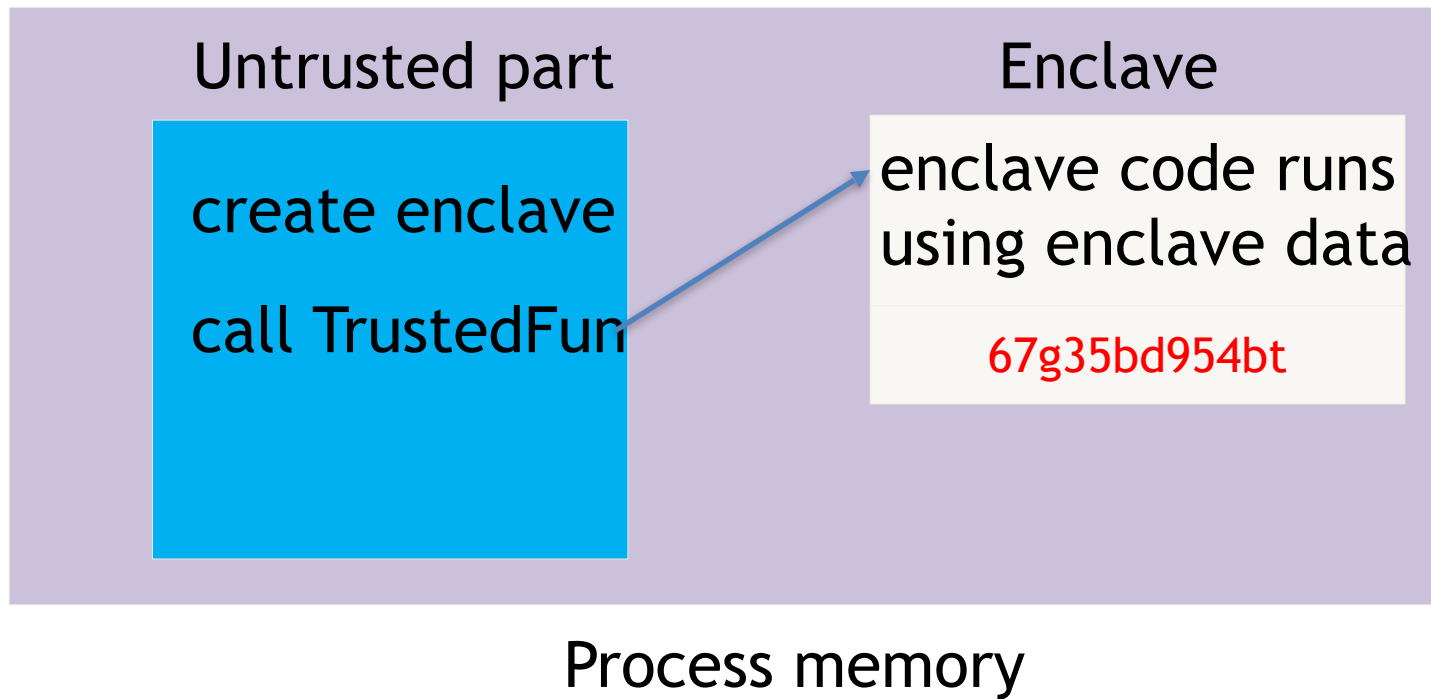 Untrusted part
create enclave
call TrustedFun
Enclave
enclave code runs
using enclave data
67g35bd954bt
Process memory